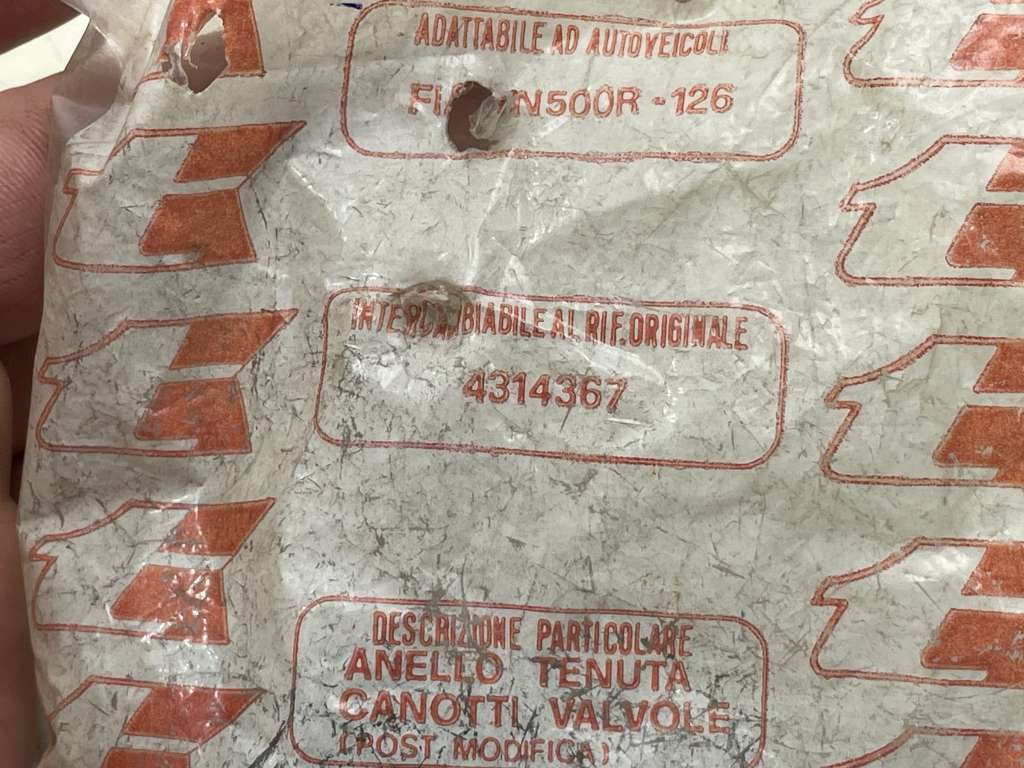 ADATTABILE AD AUTOVEICOLI
N500R - 126
INTERCAMBIABILE AL RIF. ORIGINALE
4314367
DESCRIZIONE PARTICOLARE
ANELLO TENUTA
CANOTTI VALVOLE
(POST MODIFICA)